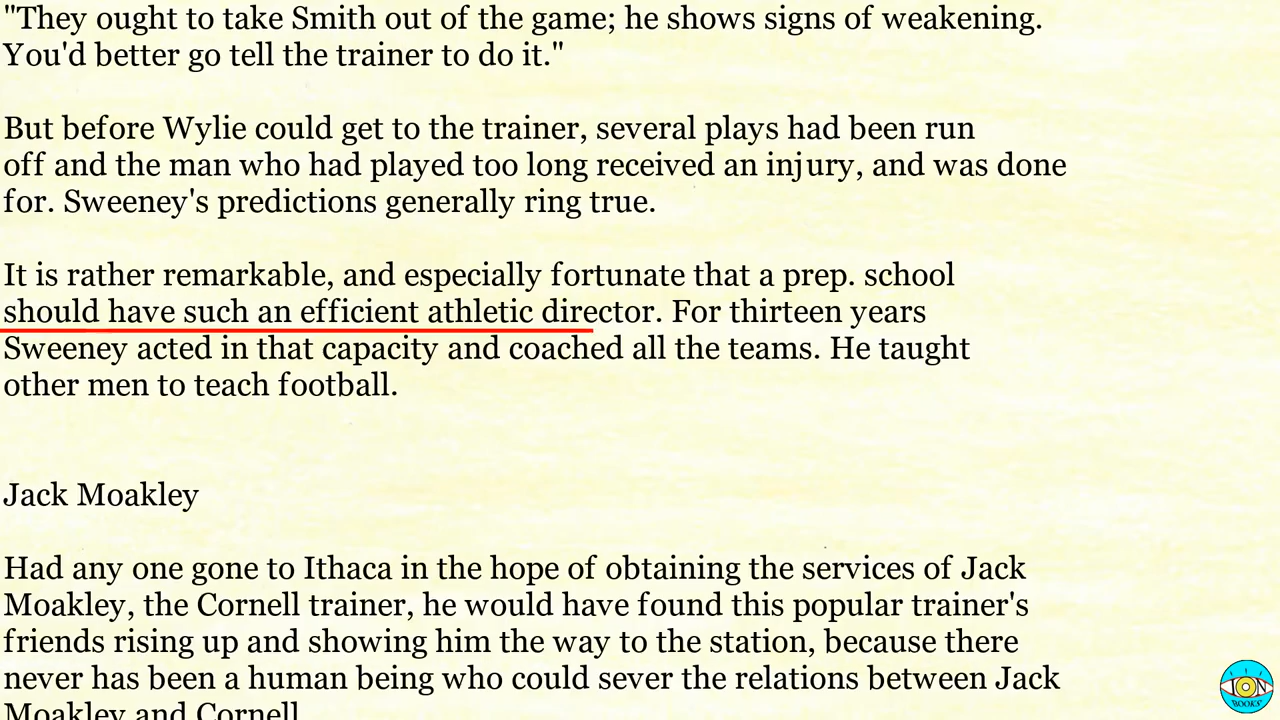 "They ought to take Smith out of the game; he shows signs of weakening.
You'd better go tell the trainer to do it."
But before Wylie could get to the trainer, several plays had been run
off and the man who had played too long received an injury, and was done
for. Sweeney's predictions generally ring true.
It is rather remarkable, and especially fortunate that a prep. school
should have such an efficient athletic director. For thirteen years
Sweeney acted in that capacity and coached all the teams. He taught
other men to teach football.
Jack Moakley
Had any one gone to Ithaca in the hope of obtaining the services of Jack
Moakley, the Cornell trainer, he would have found this popular trainer's
friends rising up and showing him the way to the station, because there
never has been a human being who could sever the relations between Jack
Moakley and Cornell.
ION
BOOKS